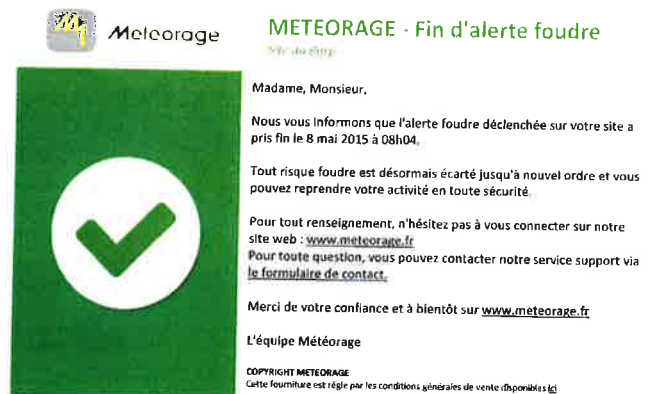 Meteorage
METEORAGE - Fin d'alerte foudre
Madame, Monsieur,
Nous vous Informons que l'alerte foudre déclenchée sur votre site a
pris fin le 8 mai 2015 à 08h04.
Tout risque foudre est désormais écarté jusqu'à nouvel ordre et vous
pouvez reprendre votre activité en toute sécurité.
Pour tout renseignement, n'hésitez pas à vous connecter sur notre
site web : www.meteorage.fr
Pour toute question, vous pouvez contacter notre service support via
le formulaire de contact.
Merci de votre confiance et à bientôt sur www.meteorage.fr
L'équipe Météorage
COPYRIGHT METEORAGE
Cette fourniture est régie par les conditions générales de vente disponibles ici